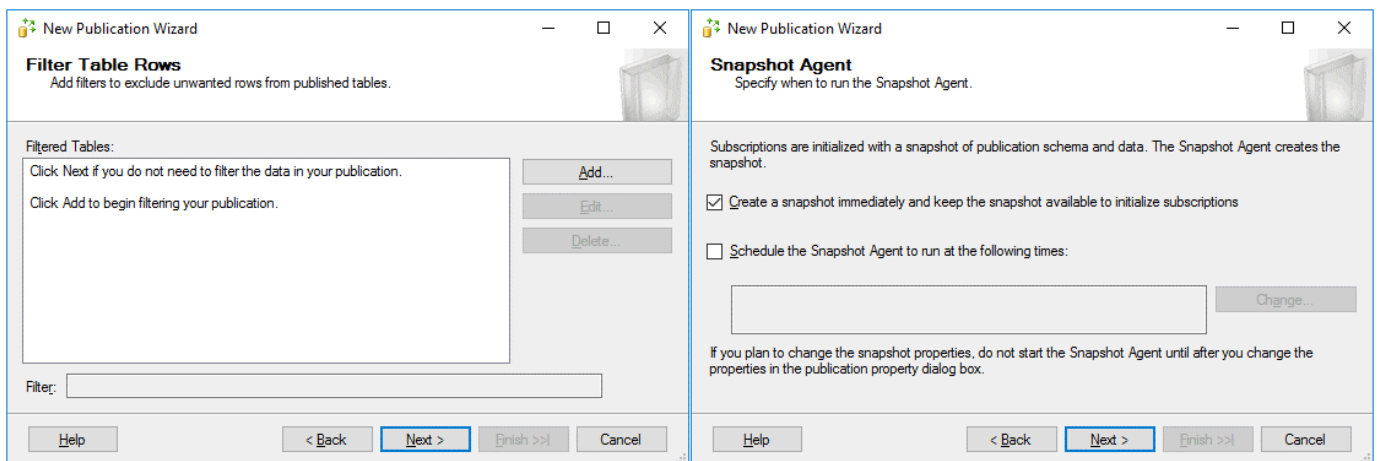 New Publication Wizard
Filter Table Rows
Add filters to exclude unwanted rows from published tables.
Filtered Tables:
Click Next if you do not need to filter the data in your publication.
Click Add to begin filtering your publication.
Add...
Edit...
Delete...
Filter:
Help
< Back
Next >
Finish >>|
Cancel
New Publication Wizard
Snapshot Agent
Specify when to run the Snapshot Agent.
Subscriptions are initialized with a snapshot of publication schema and data. The Snapshot Agent creates the
snapshot.
Create a snapshot immediately and keep the snapshot available to initialize subscriptions
Schedule the Snapshot Agent to run at the following times:
Change...
If you plan to change the snapshot properties, do not start the Snapshot Agent until after you change the
properties in the publication property dialog box.
Help
< Back
Next >
Finish >>|
Cancel